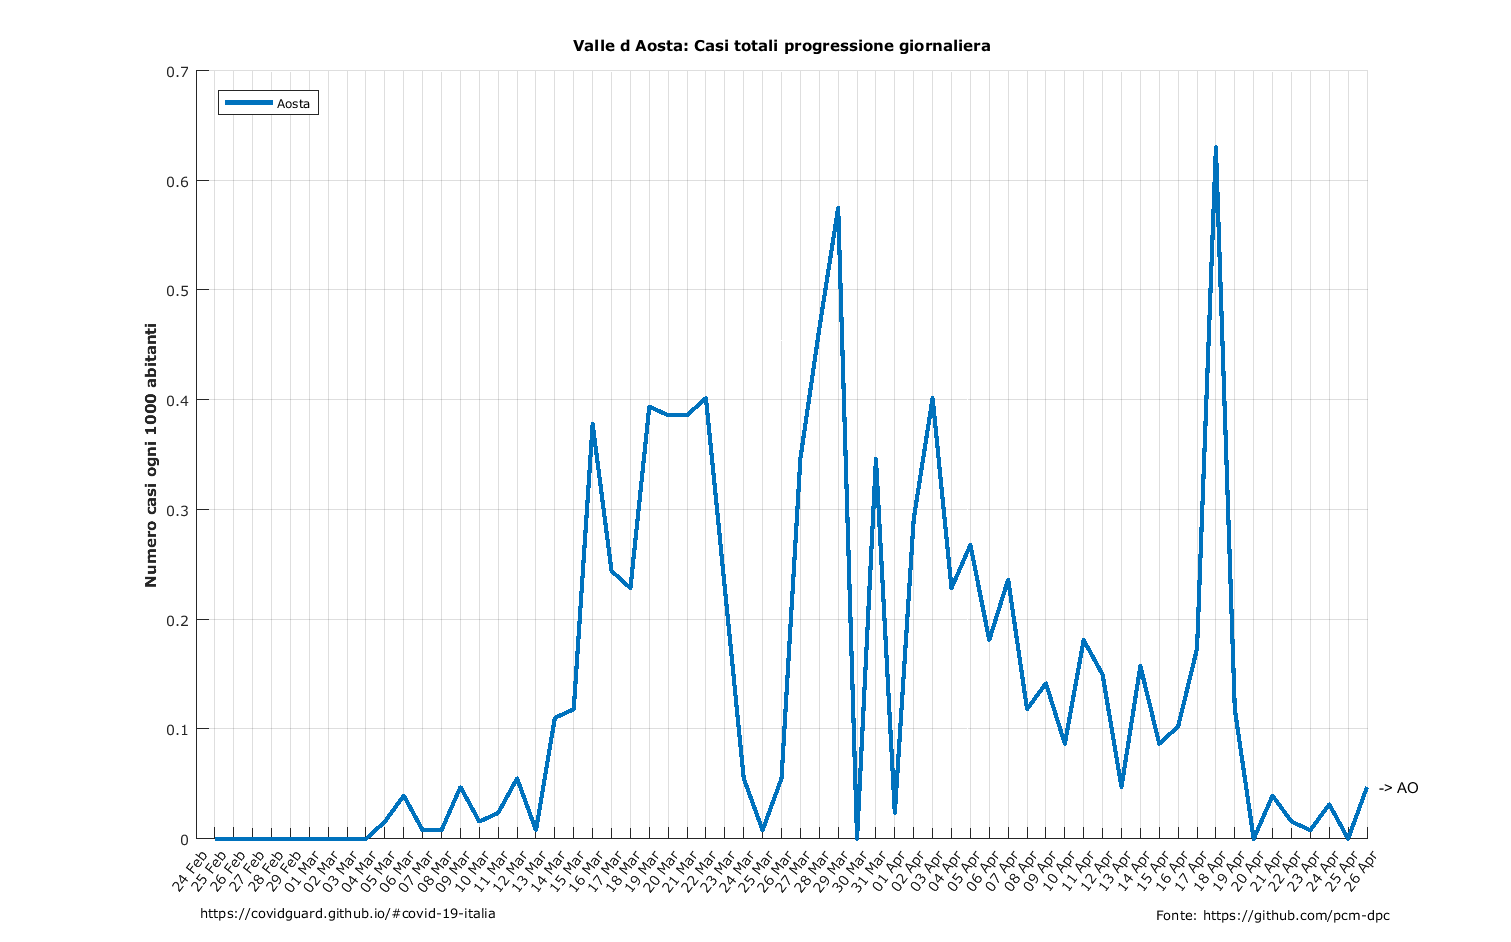 Valle d Aosta: Casi totali progressione giornaliera
Aosta
Numero casi ogni 1000 abitanti
0.7
0.6
0.5
0.4
0.3
0.2
0.1
0
-> AO
24 Feb
25 Feb
26 Feb
27 Feb
28 Feb
29 Feb
01 Mar
02 Mar
03 Mar
04 Mar
05 Mar
06 Mar
07 Mar
08 Mar
09 Mar
10 Mar
11 Mar
12 Mar
13 Mar
14 Mar
15 Mar
16 Mar
17 Mar
18 Mar
19 Mar
20 Mar
21 Mar
22 Mar
23 Mar
24 Mar
25 Mar
26 Mar
27 Mar
28 Mar
29 Mar
30 Mar
31 Mar
01 Apr
02 Apr
03 Apr
04 Apr
05 Apr
06 Apr
07 Apr
08 Apr
09 Apr
10 Apr
11 Apr
12 Apr
13 Apr
14 Apr
15 Apr
16 Apr
17 Apr
18 Apr
19 Apr
20 Apr
21 Apr
22 Apr
23 Apr
24 Apr
25 Apr
26 Apr
https://covidguard.github.io/#covid-19-italia
Fonte: https://github.com/pcm-dpc